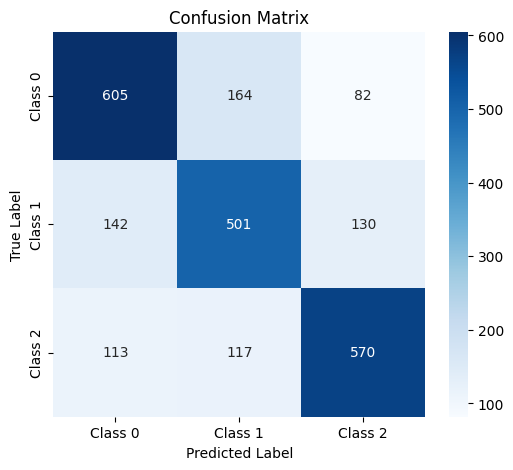 Confusion Matrix
True Label
Class 0
605 164 82
Class 1
142 501 130
Class 2
113 117 570
Class 0 Class 1 Class 2
Predicted Label
600
500
400
300
200
100